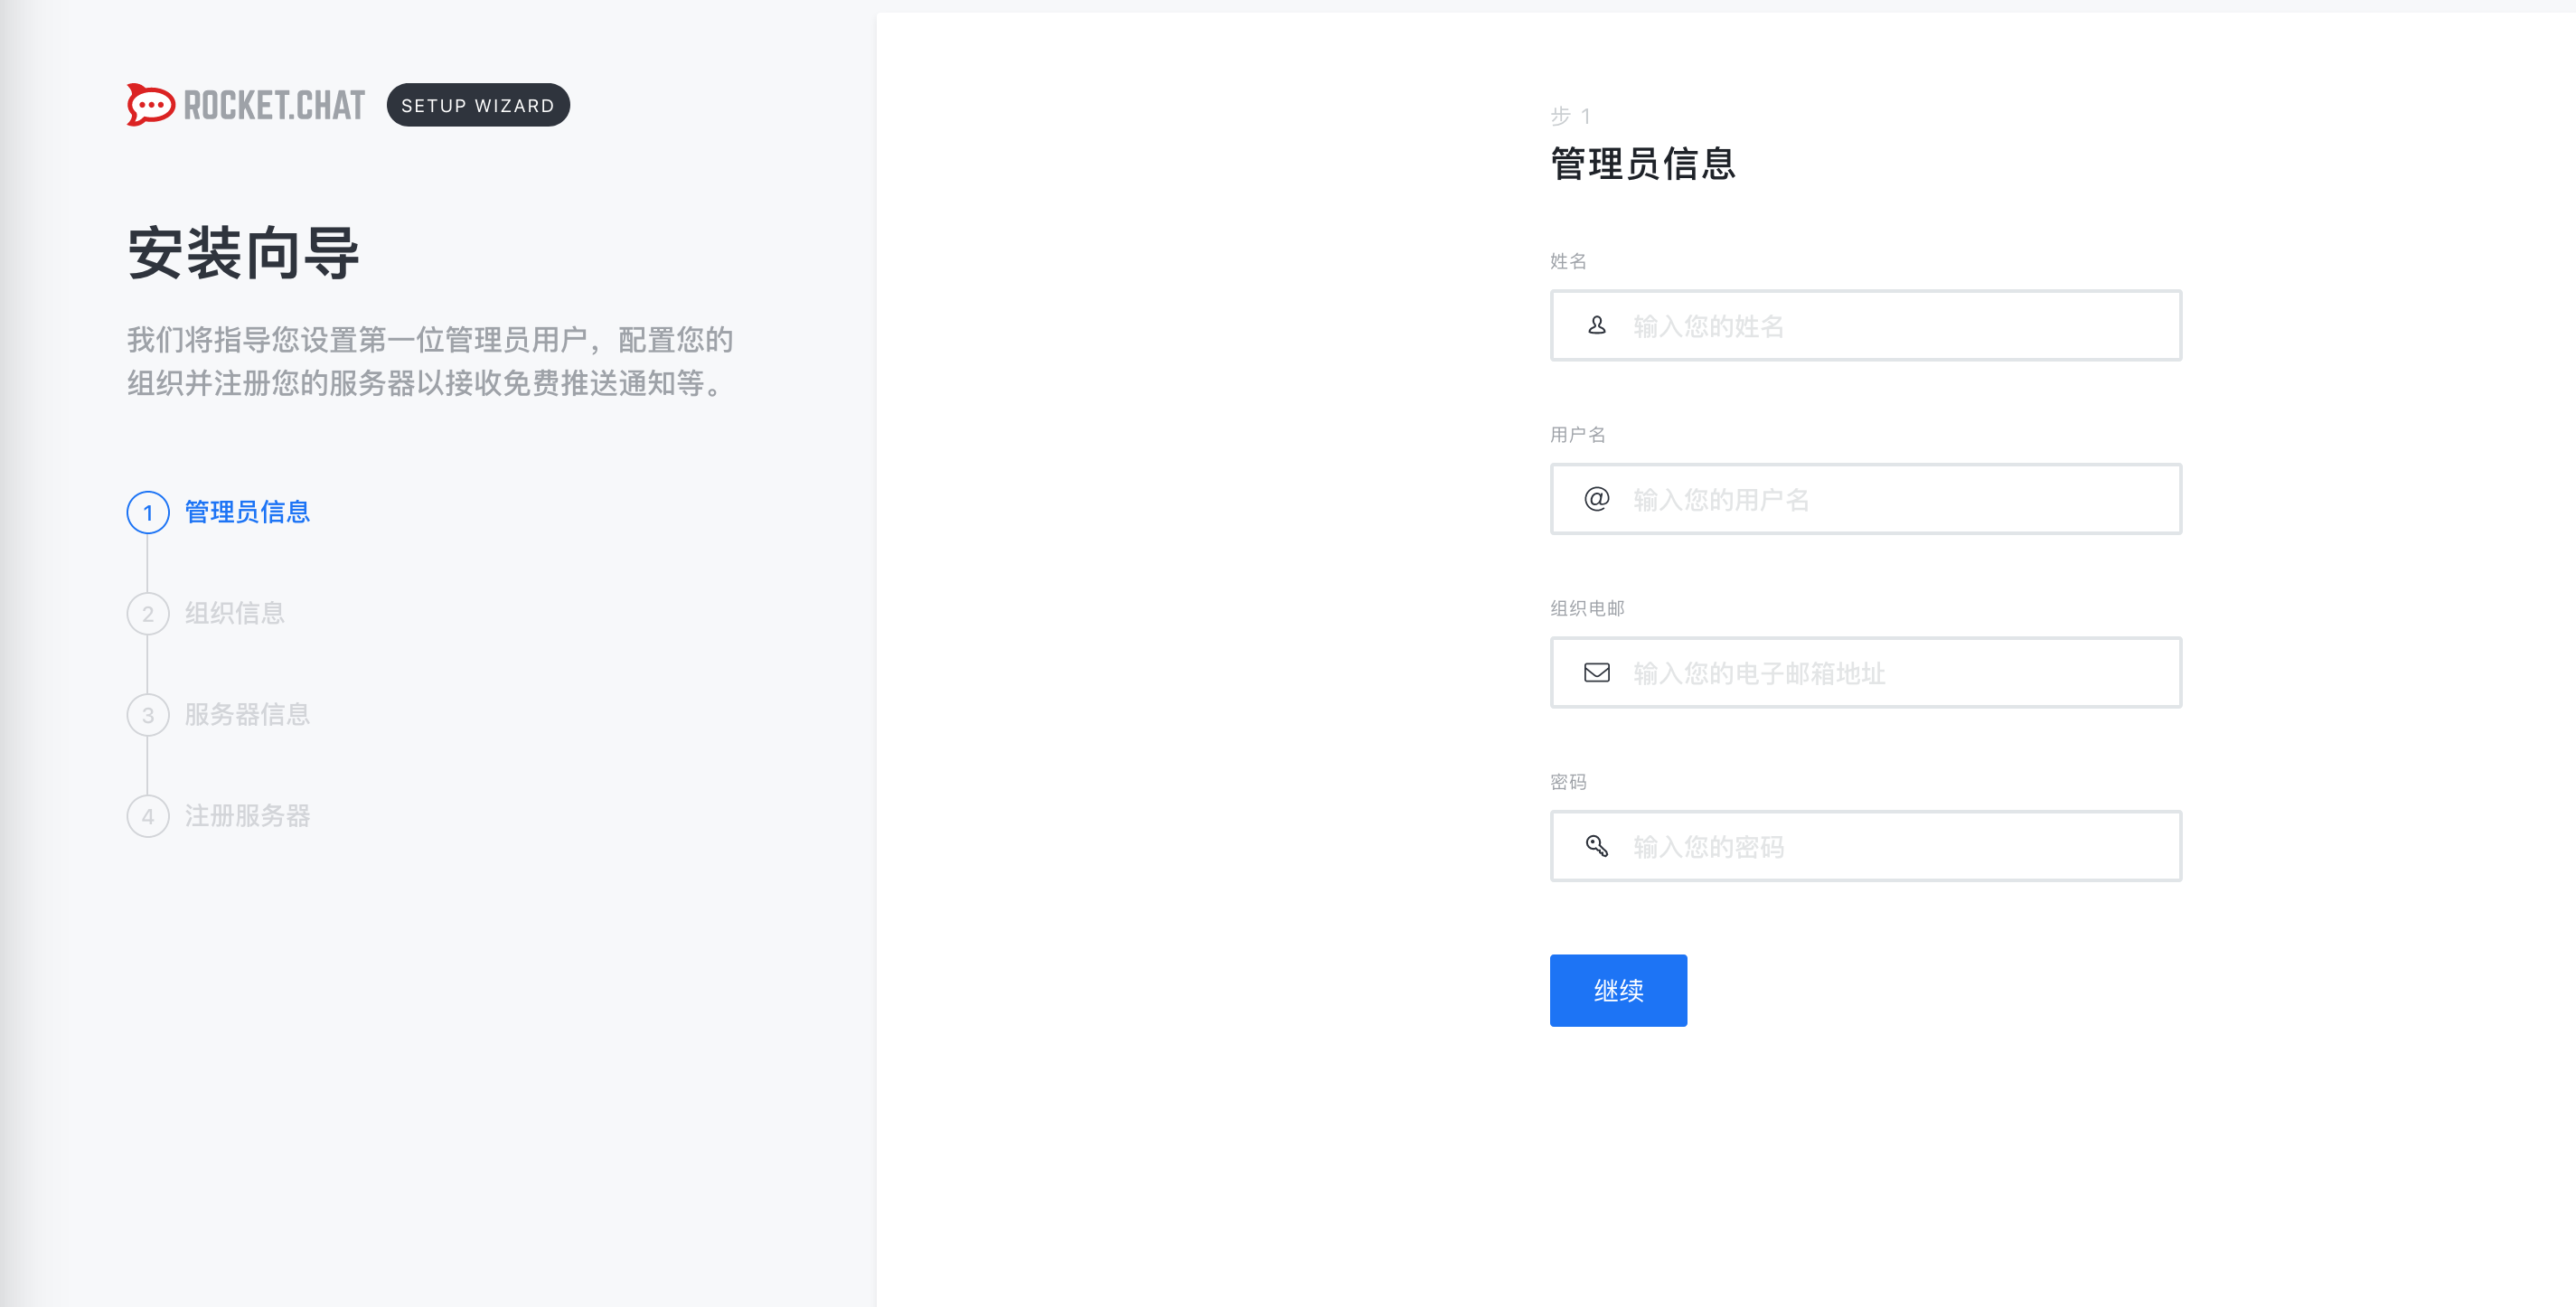 ROCKET.CHAT SETUP WIZARD
安装向导
我们将指导您设置第一位管理员用户，配置您的
组织并注册您的服务器以接收免费推送通知等。
1 管理员信息
2 组织信息
3 服务器信息
4 注册服务器
步 1
管理员信息
姓名
输入您的姓名
用户名
@ 输入您的用户名
组织电邮
输入您的电子邮箱地址
密码
输入您的密码
继续